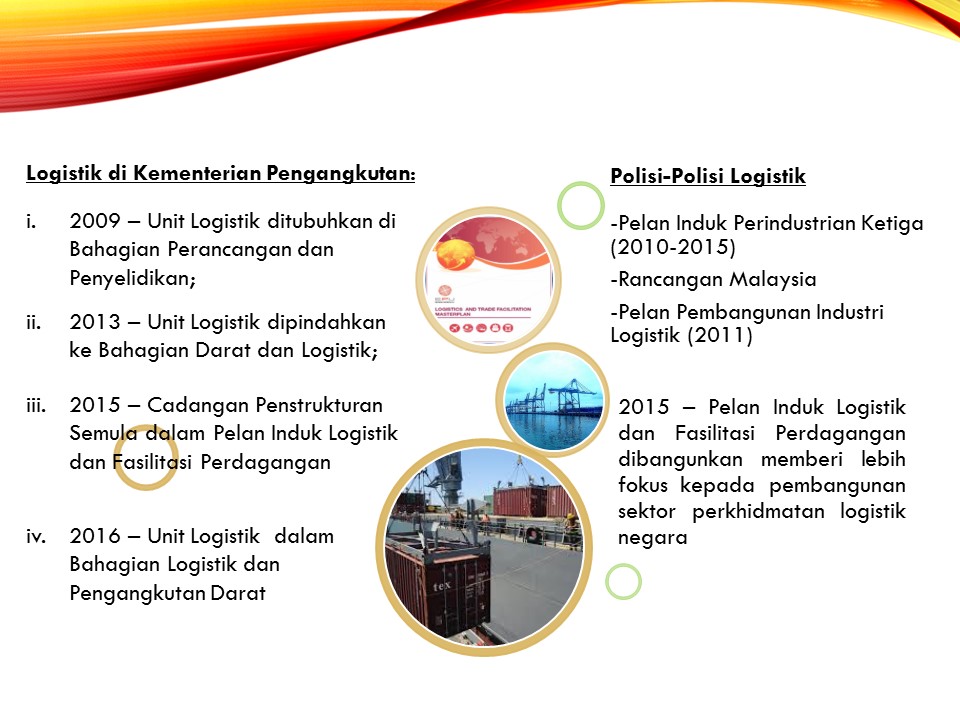 Logistik di Kementerian Pengangkutan:
i. 2009 – Unit Logistik ditubuhkan di
Bahagian Perancangan dan
Penyelidikan;
ii. 2013 – Unit Logistik dipindahkan
ke Bahagian Darat dan Logistik;
iii. 2015 – Cadangan Penstrukturan
Semula dalam Pelan Induk Logistik
dan Fasilitasi Perdagangan
iv. 2016 – Unit Logistik dalam
Bahagian Logistik dan
Pengangkutan Darat
LOGISTICS AND TRADE FACILITATION
MASTERPLAN
tex
Polisi-Polisi Logistik
-Pelan Induk Perindustrian Ketiga
(2010-2015)
-Rancangan Malaysia
-Pelan Pembangunan Industri
Logistik (2011)
2015 – Pelan Induk Logistik
dan Fasilitasi Perdagangan
dibangunkan memberi lebih
fokus kepada pembangunan
sektor perkhidmatan logistik
negara